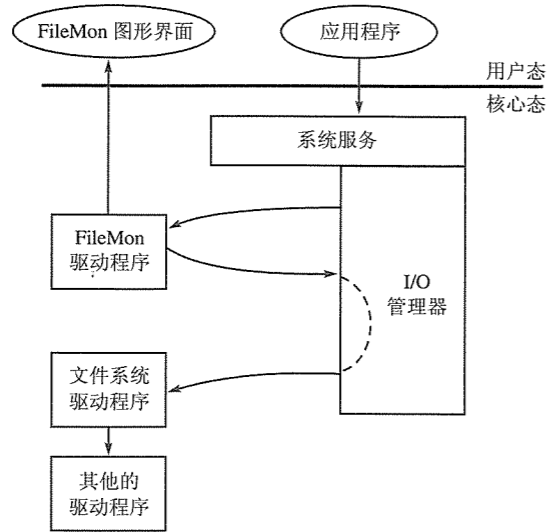 FileMon 图形界面
应用程序
用户态
核心态
系统服务
FileMon
驱动程序
I/O
管理器
文件系统
驱动程序
其他的
驱动程序